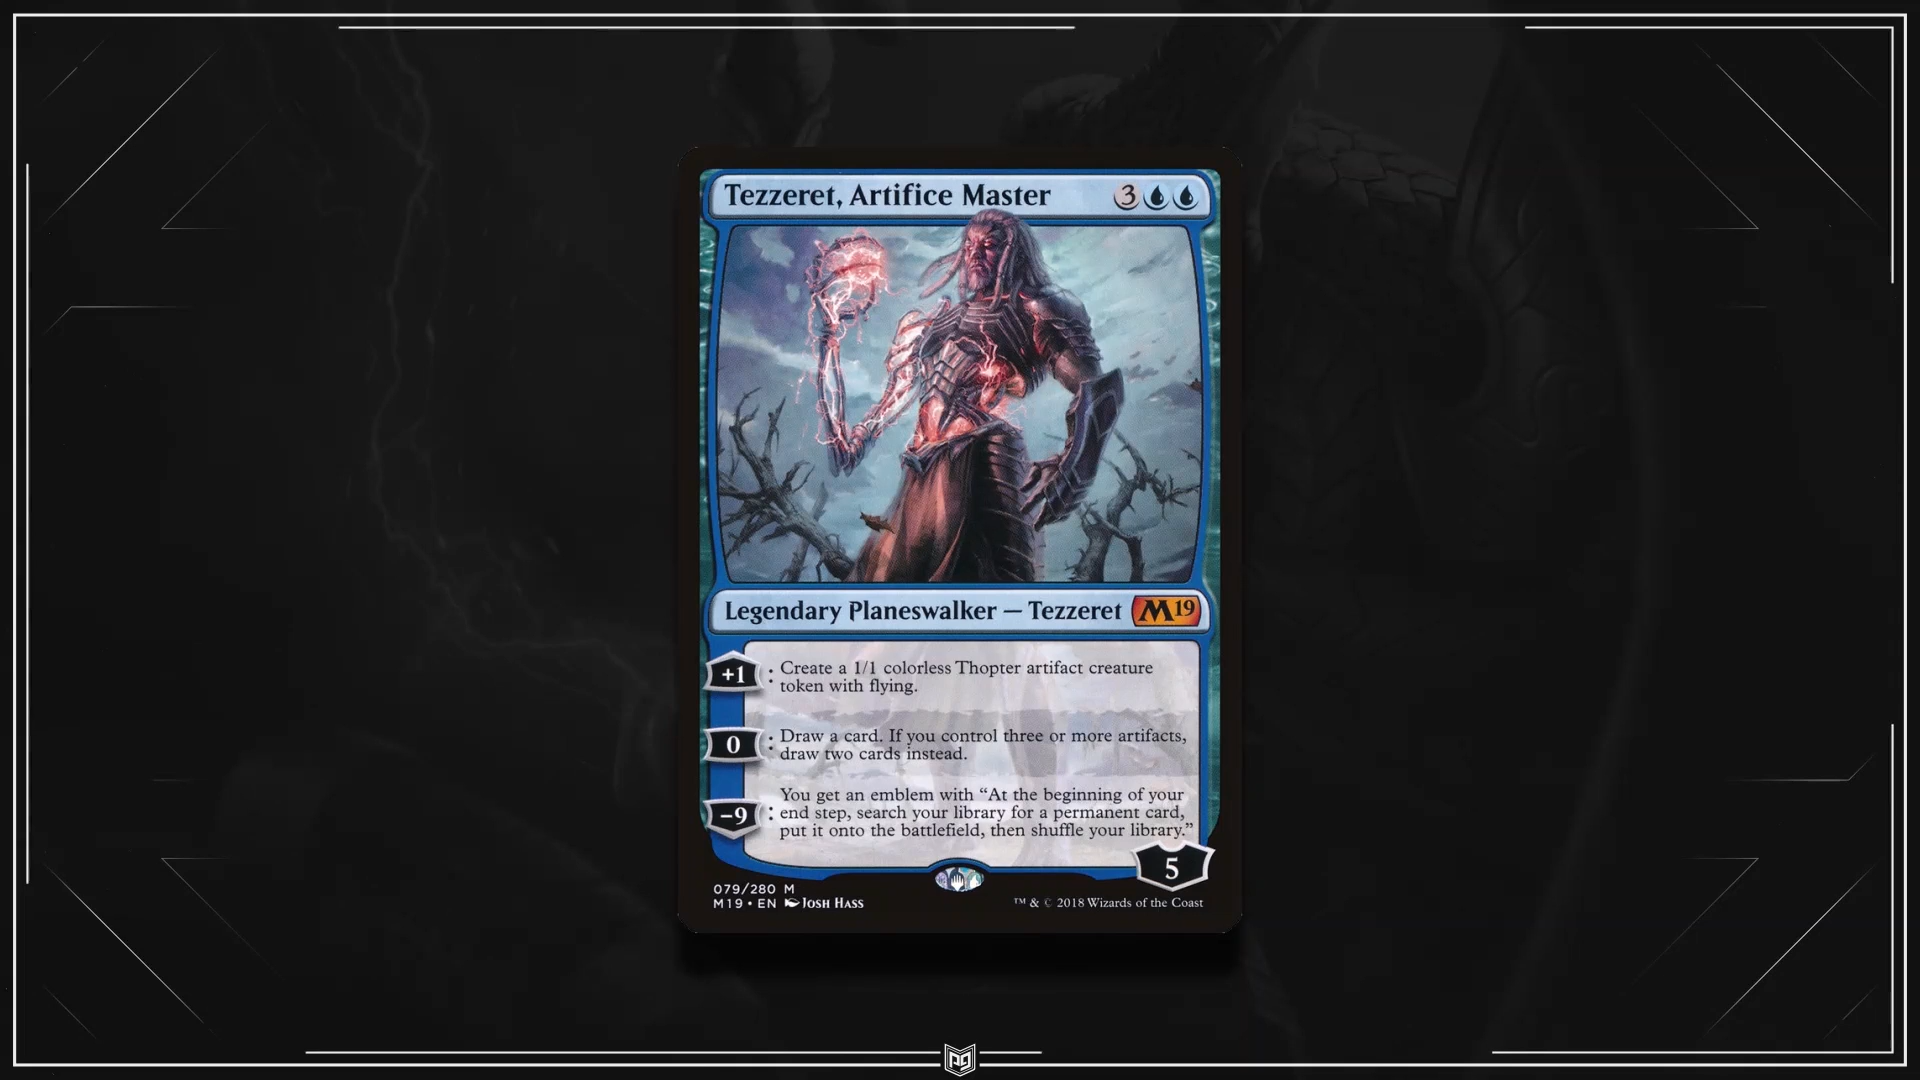 Tezzeret, Artifice Master 3
Legendary Planeswalker — Tezzeret M19
+1 : Create a 1/1 colorless Thopter artifact creature
token with flying.
0 : Draw a card. If you control three or more artifacts,
draw two cards instead.
−9 : You get an emblem with “At the beginning of your
end step, search your library for a permanent card,
put it onto the battlefield, then shuffle your library.”
5
079/280 M
M19 • EN Josh Hass
™ & © 2018 Wizards of the Coast